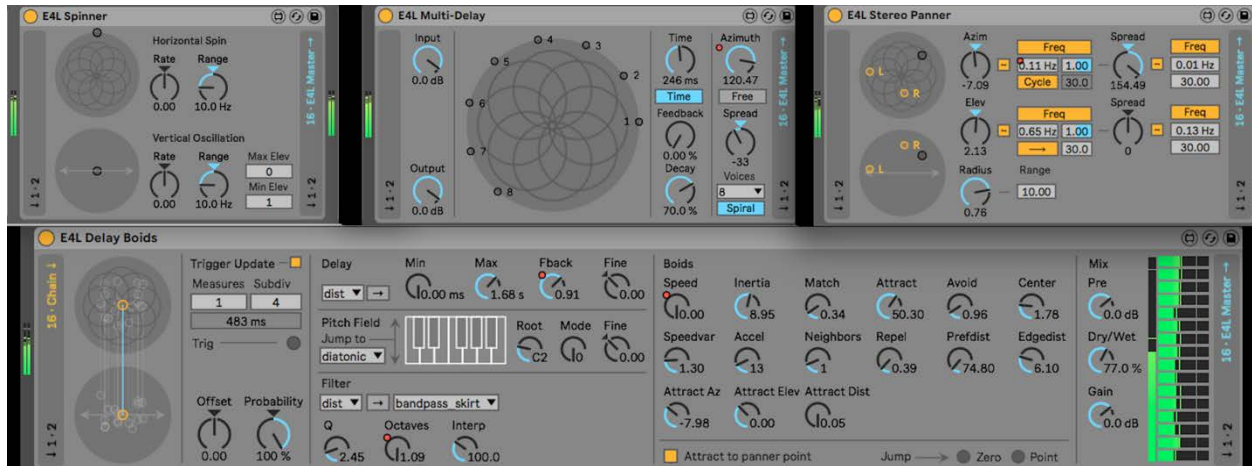 E4L Spinner
Horizontal Spin
Rate Range
0.00 10.0 Hz
Vertical Oscillation
Rate Range Max Elev
0
Min Elev
0.00 10.0 Hz 1
1·2
16 · E4L Master →
E4L Multi-Delay
Input
0.0 dB
Output
0.0 dB
1
2
3
4
5
6
7
8
Time Azimuth
246 ms 120.47
Time Free
Feedback Spread
0.00 % -33
Decay Voices
8
70.0 % Spiral
1·2
16 · E4L Master →
E4L Stereo Panner
L
R
R
L
Azim Freq Spread Freq
0.11 Hz 1.00 0.01 Hz
-7.09 Cycle 30.0 154.49 30.00
Elev Freq Spread Freq
0.65 Hz 1.00 0.13 Hz
2.13 → 30.0 0 30.00
Radius Range
10.00
0.76
1·2
16 · E4L Master →
E4L Delay Boids
16 · Chain ↓
1·2
Trigger Update
Measures Subdiv
1 4
483 ms
Trig
Offset Probability
0.00 100 %
Delay Min Max Fback Fine
dist → 0.00 ms 1.68 s 0.91 0.00
Pitch Field Root Mode Fine
Jump to
diatonic C2 0 0.00
Filter
dist → bandpass_skirt
Q Octaves Interp
2.45 1.09 100.0
Boids
Speed Inertia Match Attract Avoid Center
0.00 8.95 0.34 50.30 0.96 1.78
Speedvar Accel Neighbors Repel Prefdist Edgedist
1.30 13 1 0.39 74.80 6.10
Attract Az Attract Elev Attract Dist
-7.98 0.00 0.05
Attract to panner point Jump → Zero Point
Mix
Pre
0.0 dB
Dry/Wet
77.0 %
Gain
0.0 dB
16 · E4L Master →
1·2